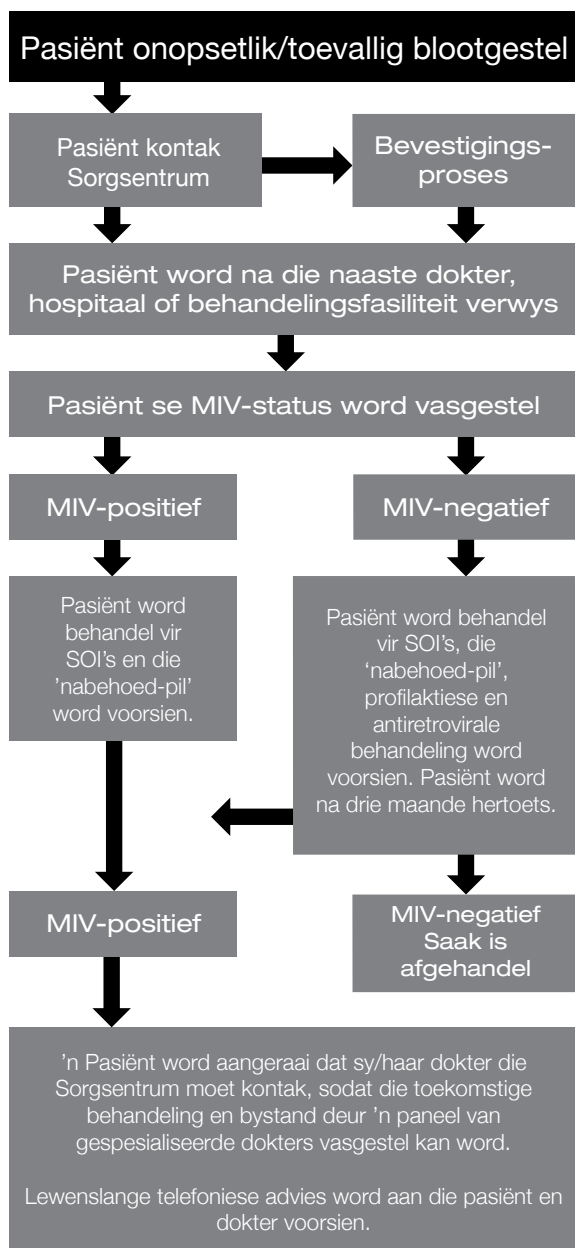 Pasiënt onopsetlik/toevallig blootgestel
Pasiënt kontak
Sorgsentrum
Bevestigings-
proses
Pasiënt word na die naaste dokter,
hospitaal of behandelingsfasiliteit verwys
Pasiënt se MIV-status word vasgestel
MIV-positief
MIV-negatief
Pasiënt word
behandel vir
SOI's en die
’nabehoed-pil’
word voorsien.
Pasiënt word behandel
vir SOI’s, die
‘nabehoed-pil’,
profilaktiese en
antiretrovirale
behandeling word
voorsien. Pasiënt word
na drie maande hertoets.
MIV-positief
MIV-negatief
Saak is
afgehandel
’n Pasiënt word aangeraai dat sy/haar dokter die
Sorgsentrum moet kontak, sodat die toekomstige
behandeling en bystand deur ’n paneel van
gespesialiseerde dokters vasgestel kan word.
Lewenslange telefoniese advies word aan die pasiënt en
dokter voorsien.